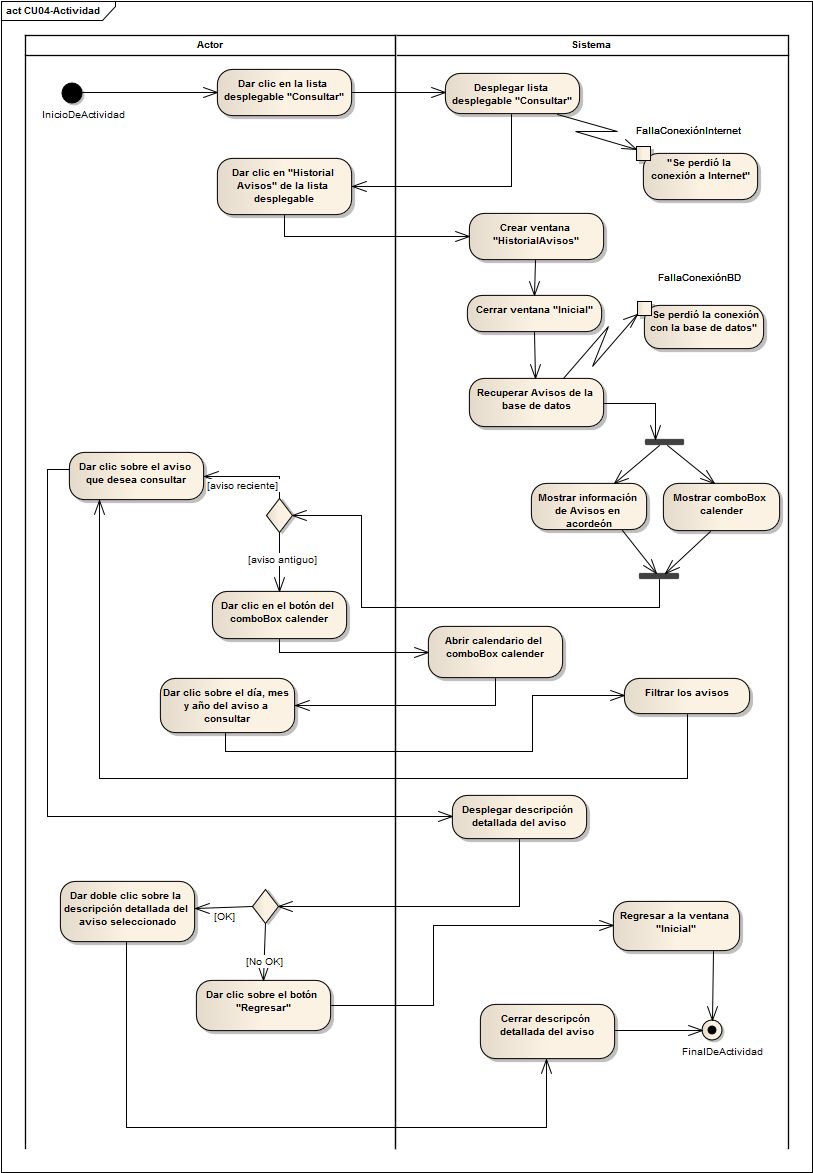 act CU04-Actividad
Actor
Sistema
InicioDeActividad
Dar clic en la lista
desplegable "Consultar"
Desplegar lista
desplegable "Consultar"
FallaConexiónInternet
"Se perdió la
conexión a Internet"
Dar clic en "Historial
Avisos" de la lista
desplegable
Crear ventana
"HistorialAvisos"
FallaConexiónBD
Cerrar ventana "Inicial"
Se perdió la conexión
con la base de datos"
Recuperar Avisos de la
base de datos
Dar clic sobre el aviso
que desea consultar
[aviso reciente]
Mostrar información
de Avisos en
acordeón
Mostrar comboBox
calender
[aviso antiguo]
Dar clic en el botón del
comboBox calender
Abrir calendario del
comboBox calender
Dar clic sobre el día, mes
y año del aviso a
consultar
Filtrar los avisos
Desplegar descripción
detallada del aviso
Dar doble clic sobre la
descripción detallada del
aviso seleccionado
[OK]
Regresar a la ventana
"Inicial"
[No OK]
Dar clic sobre el botón
"Regresar"
Cerrar descripcón
detallada del aviso
FinalDeActividad